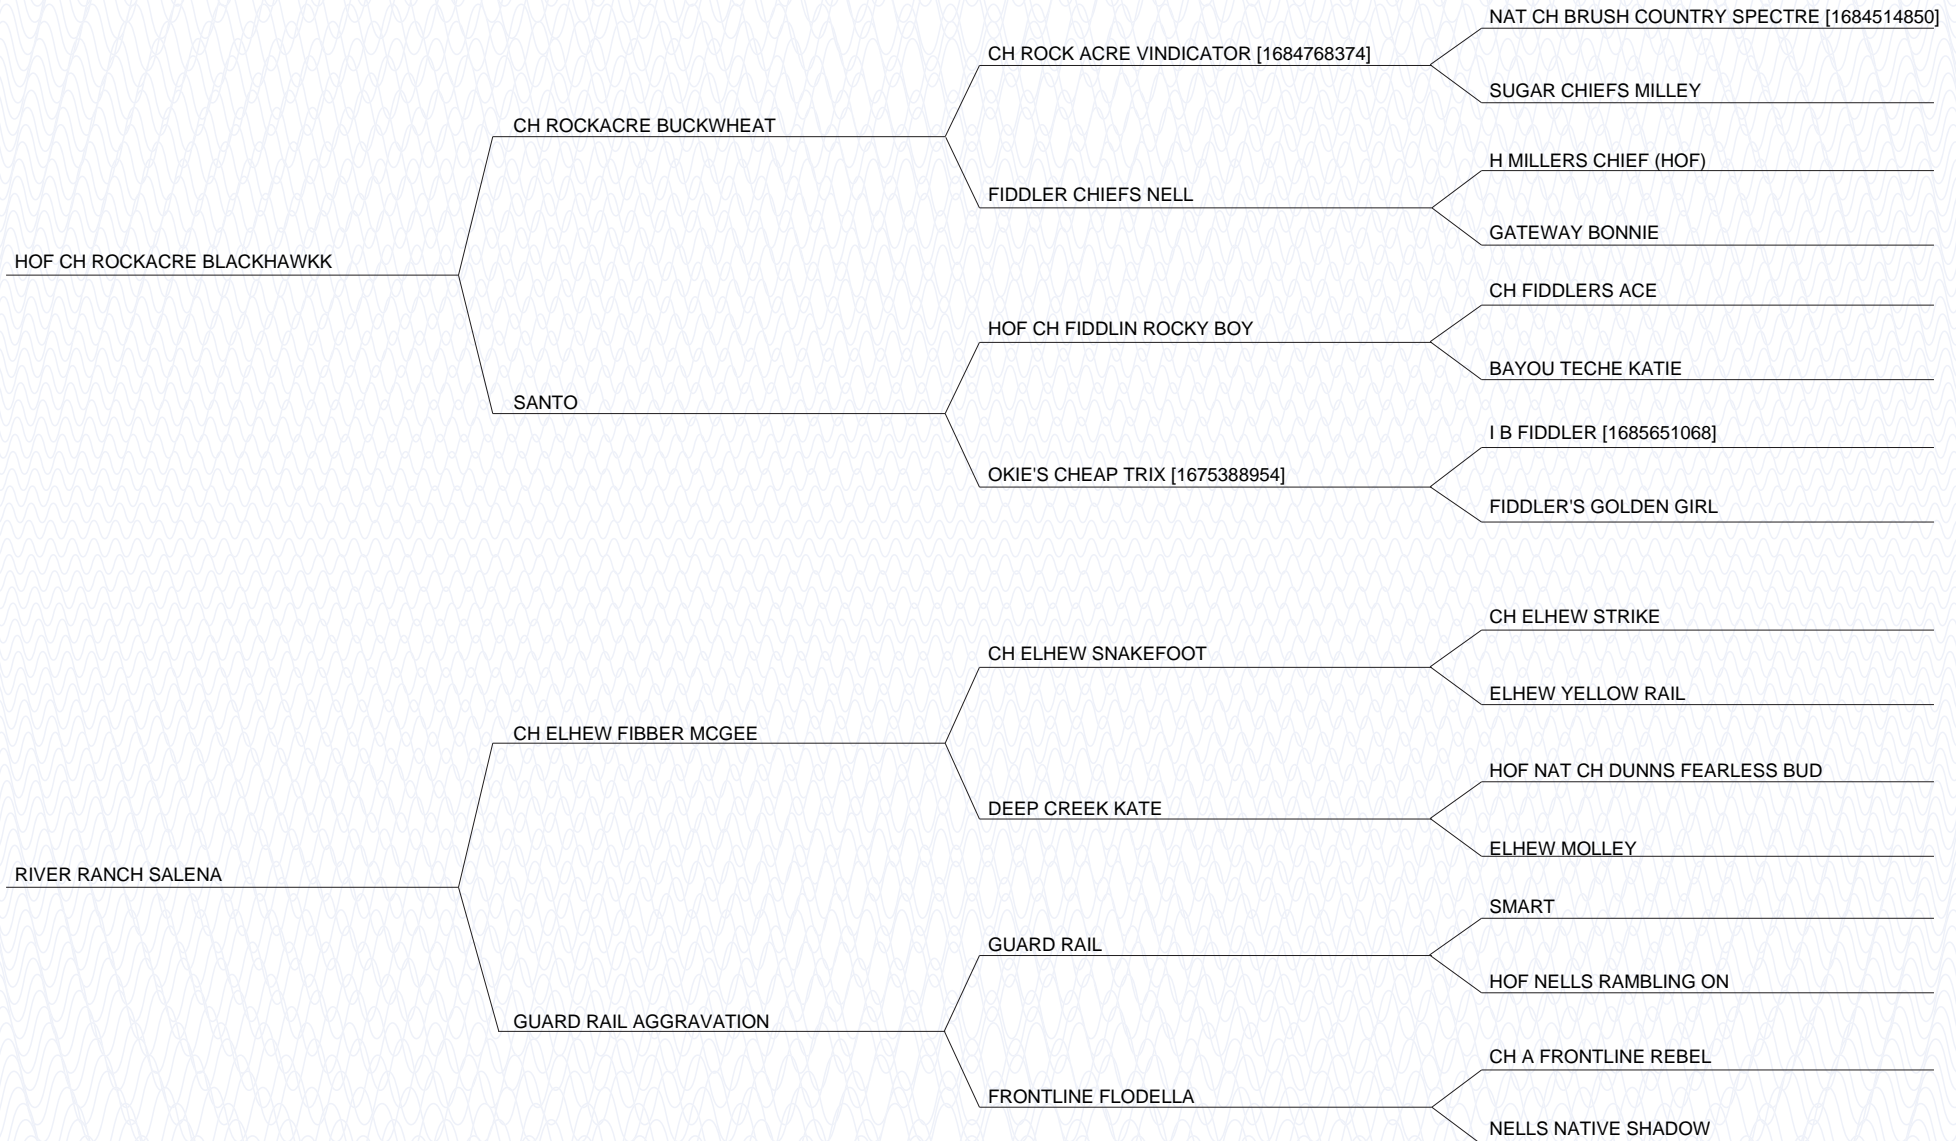 NAT CH BRUSH COUNTRY SPECTRE [1684514850]
CH ROCK ACRE VINDICATOR [1684768374]
SUGAR CHIEFS MILLEY
CH ROCKACRE BUCKWHEAT
H MILLERS CHIEF (HOF)
FIDDLER CHIEFS NELL
GATEWAY BONNIE
HOF CH ROCKACRE BLACKHAWKK
CH FIDDLERS ACE
HOF CH FIDDLIN ROCKY BOY
BAYOU TECHE KATIE
SANTO
I B FIDDLER [1685651068]
OKIE'S CHEAP TRIX [1675388954]
FIDDLER'S GOLDEN GIRL
CH ELHEW STRIKE
CH ELHEW SNAKEFOOT
ELHEW YELLOW RAIL
CH ELHEW FIBBER MCGEE
HOF NAT CH DUNNS FEARLESS BUD
DEEP CREEK KATE
ELHEW MOLLEY
RIVER RANCH SALENA
SMART
GUARD RAIL
HOF NELLS RAMBLING ON
GUARD RAIL AGGRAVATION
CH A FRONTLINE REBEL
FRONTLINE FLODELLA
NELLS NATIVE SHADOW